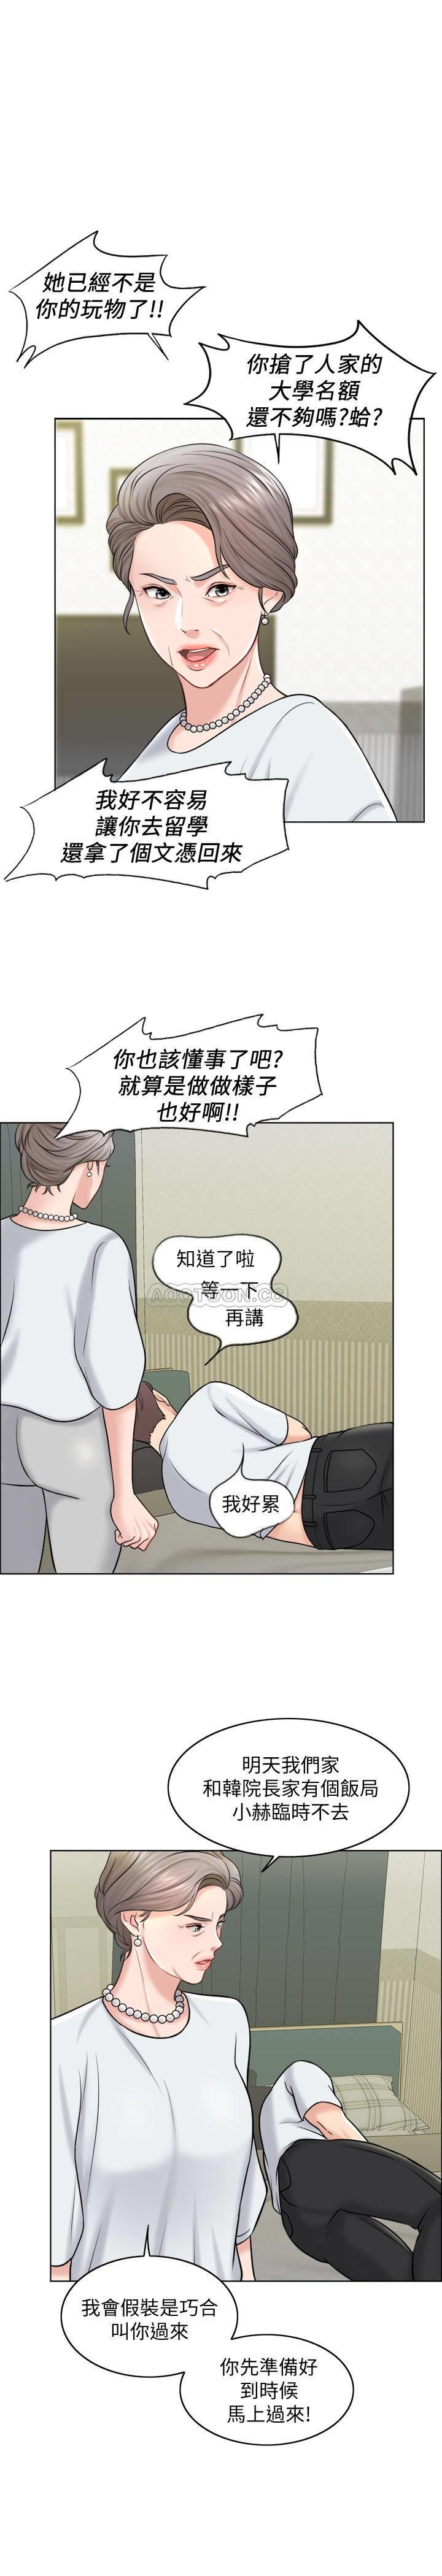 她已經不是
你的玩物了!!
你搶了人家的
大學名額
還不夠嗎?蛤?
我好不容易
讓你去留學
還拿了個文憑回來
你也該懂事了吧?
就算是做做樣子
也好啊!!
知道了啦
等一下
再講
我好累
明天我們家
和韓院長家有個飯局
小赫臨時不去
我會假裝是巧合
叫你過來
你先準備好
到時候
馬上過來!